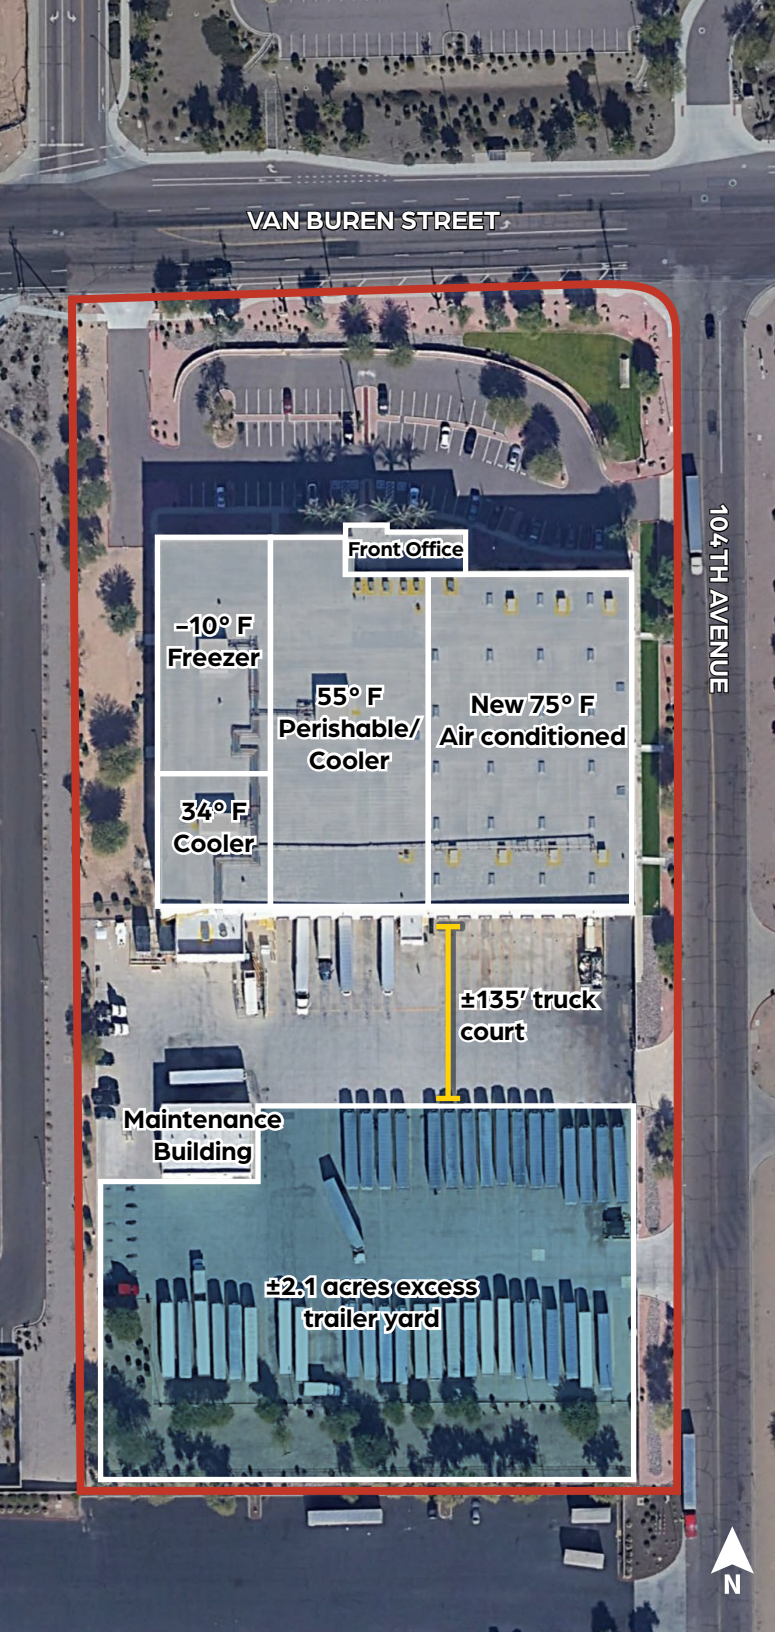 VAN BUREN STREET
104TH AVENUE
Front Office
–10° F
Freezer
55° F
Perishable/
Cooler
New 75° F
Air conditioned
34° F
Cooler
±135′ truck
court
Maintenance
Building
±2.1 acres excess
trailer yard
N